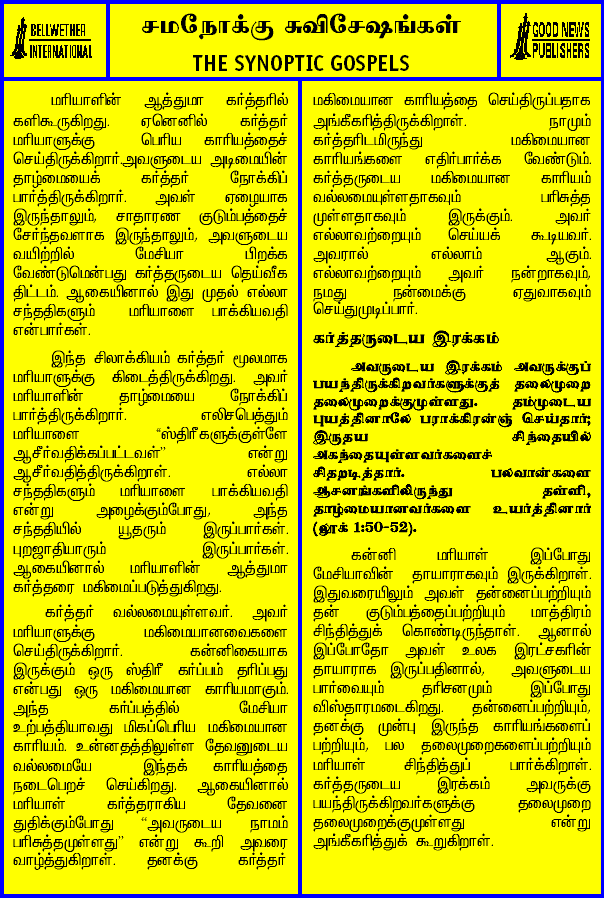 BELLWETHER
INTERNATIONAL
சமநோக்கு சுவிசேஷங்கள்
THE SYNOPTIC GOSPELS
GOOD NEWS
PUBLISHERS
மரியாளின் ஆத்துமா கர்த்தரில்
களிகூருகிறது. ஏனெனில் கர்த்தர்
மரியாளுக்கு பெரிய காரியத்தைச்
செய்திருக்கிறார்.அவளுடைய அடிமையின்
தாழ்மையைக் கர்த்தர் நோக்கிப்
பார்த்திருக்கிறார். அவள் ஏழையாக
இருந்தாலும், சாதாரண குடும்பத்தைச்
சேர்ந்தவளாக இருந்தாலும், அவளுடைய
வயிற்றில் மேசியா பிறக்க
வேண்டுமென்பது கர்த்தருடைய தெய்வீக
திட்டம். ஆகையினால் இது முதல் எல்லா
சந்ததிகளும் மரியாளை பாக்கியவதி
என்பார்கள்.
இந்த சிலாக்கியம் கர்த்தர் மூலமாக
மரியாளுக்கு கிடைத்திருக்கிறது. அவர்
மரியாளின் தாழ்மையை நோக்கிப்
பார்த்திருக்கிறார். எலிசபெத்தும்
மரியாளை “ஸ்திரீகளுக்குள்ளே
ஆசீர்வதிக்கப்பட்டவள்” என்று
ஆசீர்வதித்திருக்கிறாள். எல்லா
சந்ததிகளும் மரியாளை பாக்கியவதி
என்று அழைக்கும்போது, அந்த
சந்ததியில் யூதரும் இருப்பார்கள்.
புறஜாதியாரும் இருப்பார்கள்.
ஆகையினால் மரியாளின் ஆத்துமா
கர்த்தரை மகிமைப்படுத்துகிறது.
கர்த்தர் வல்லமையுள்ளவர். அவர்
மரியாளுக்கு மகிமையானவைகளை
செய்திருக்கிறார். கன்னிகையாக
இருக்கும் ஒரு ஸ்திரீ கர்ப்பம் தரிப்பது
என்பது ஒரு மகிமையான காரியமாகும்.
அந்த கர்ப்பத்தில் மேசியா
உற்பத்தியாவது மிகப்பெரிய மகிமையான
காரியம். உன்னதத்திலுள்ள தேவனுடைய
வல்லமையே இந்தக் காரியத்தை
நடைபெறச் செய்கிறது. ஆகையினால்
மரியாள் கர்த்தராகிய தேவனை
துதிக்கும்போது “அவருடைய நாமம்
பரிசுத்தமுள்ளது” என்று கூறி அவரை
வாழ்த்துகிறாள். தனக்கு கர்த்தர்
மகிமையான காரியத்தை செய்திருப்பதாக
அங்கீகரித்திருக்கிறாள். நாமும்
கர்த்தரிடமிருந்து மகிமையான
காரியங்களை எதிர்பார்க்க வேண்டும்.
கர்த்தருடைய மகிமையான காரியம்
வல்லமையுள்ளதாகவும் பரிசுத்த
முள்ளதாகவும் இருக்கும். அவர்
எல்லாவற்றையும் செய்யக் கூடியவர்.
அவரால் எல்லாம் ஆகும்.
எல்லாவற்றையும் அவர் நன்றாகவும்,
நமது நன்மைக்கு ஏதுவாகவும்
செய்துமுடிப்பார்.
கர்த்தருடைய இரக்கம்
அவருடைய இரக்கம் அவருக்குப்
பயந்திருக்கிறவர்களுக்குத் தலைமுறை
தலைமுறைக்குமுள்ளது. தம்முடைய
புயத்தினாலே பராக்கிரன்ஞ் செய்தார்;
இருதய சிந்தையில்
அகந்தையுள்ளவர்களைச்
சிதறடித்தார். பலவான்களை
ஆசனங்களிலிருந்து தள்ளி,
தாழ்மையானவர்களை உயர்த்தினார்
(லூக் 1:50-52).
கன்னி மரியாள் இப்போது
மேசியாவின் தாயாராகவும் இருக்கிறாள்.
இதுவரையிலும் அவள் தன்னைப்பற்றியும்
தன் குடும்பத்தைப்பற்றியும் மாத்திரம்
சிந்தித்துக் கொண்டிருந்தாள். ஆனால்
இப்போதோ அவள் உலக இரட்சகரின்
தாயாராக இருப்பதினால், அவளுடைய
பார்வையும் தரிசனமும் இப்போது
விஸ்தாரமடைகிறது. தன்னைப்பற்றியும்,
தனக்கு முன்பு இருந்த காரியங்களைப்
பற்றியும், பல தலைமுறைகளைப்பற்றியும்
மரியாள் சிந்தித்துப் பார்க்கிறாள்.
கர்த்தருடைய இரக்கம் அவருக்கு
பயந்திருக்கிறவர்களுக்கு தலைமுறை
தலைமுறைக்குமுள்ளது என்று
அங்கீகரித்துக் கூறுகிறாள்.